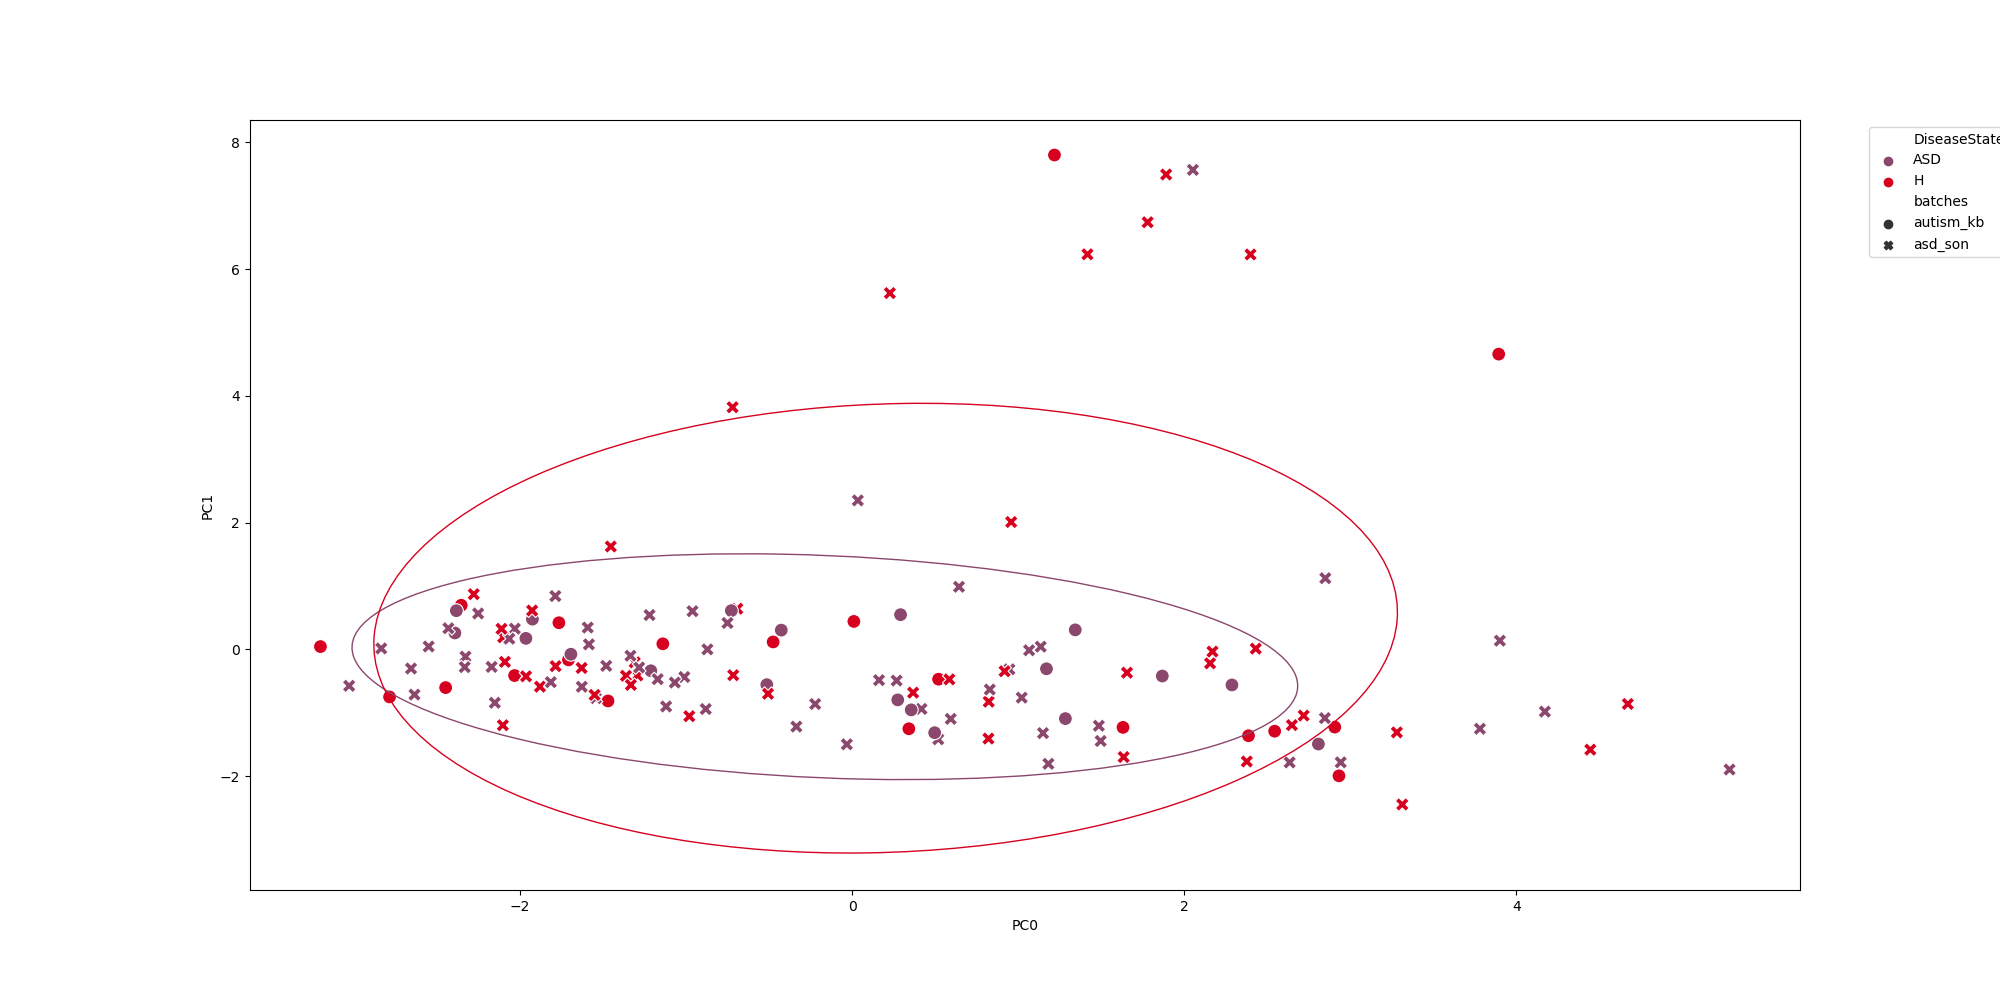 DiseaseState
ASD
H
batches
autism_kb
asd_son
8
6
4
2
0
−2
PC1
−2
0
2
4
PC0